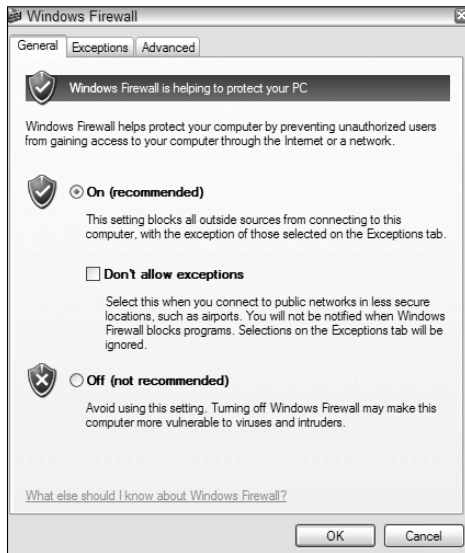 Windows Firewall
General Exceptions Advanced
Windows Firewall is helping to protect your PC
Windows Firewall helps protect your computer by preventing unauthorized users
from gaining access to your computer through the Internet or a network.
On (recommended)
This setting blocks all outside sources from connecting to this
computer, with the exception of those selected on the Exceptions tab.
Don't allow exceptions
Select this when you connect to public networks in less secure
locations, such as airports. You will not be notified when Windows
Firewall blocks programs. Selections on the Exceptions tab will be
ignored.
Off (not recommended)
Avoid using this setting. Turning off Windows Firewall may make this
computer more vulnerable to viruses and intruders.
What else should I know about Windows Firewall?
OK Cancel